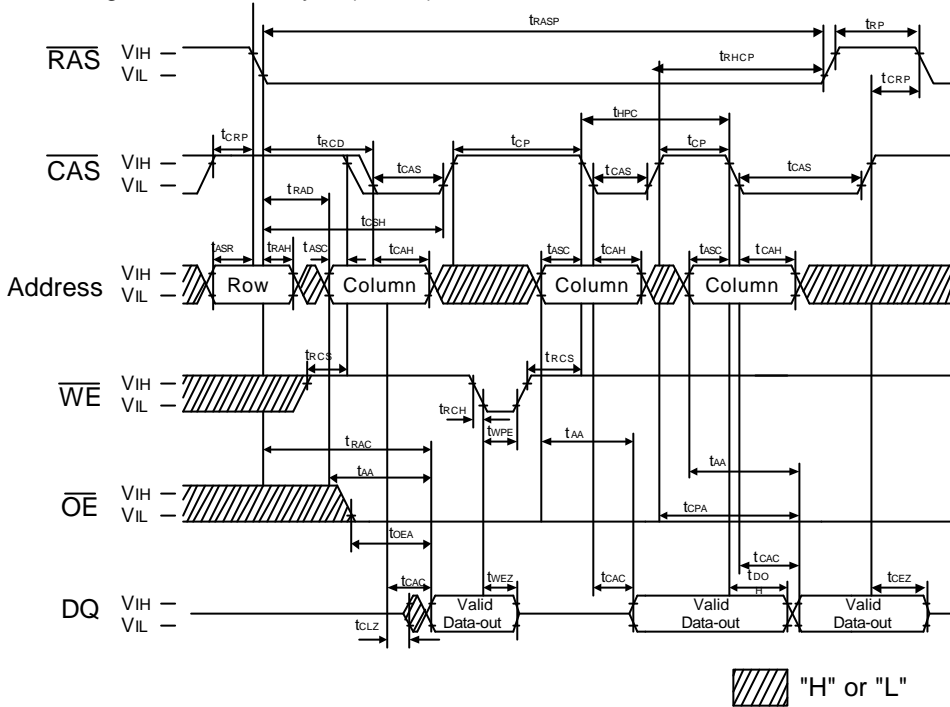 tRASP
tRP
RAS VIH
VIL
tRHCP
tCRP
tHPC
tCRP
tRCD
tCP
tCP
CAS VIH
VIL
tCAS
tCAS
tCAS
tRAD
tCSH
tASR
tRAH
tASC
tCAH
tASC
tCAH
tASC
tCAH
Address VIH
VIL
Row
Column
Column
Column
tRCS
tRCS
WE VIH
VIL
tRCH
tWPE
tRAC
tAA
tAA
tAA
OE VIH
VIL
tCPA
tOEA
tCAC
tCAC
tWEZ
tCAC
tDO
H
tCEZ
DQ VIH
VIL
Valid
Data-out
Valid
Data-out
Valid
Data-out
tCLZ
"H" or "L"